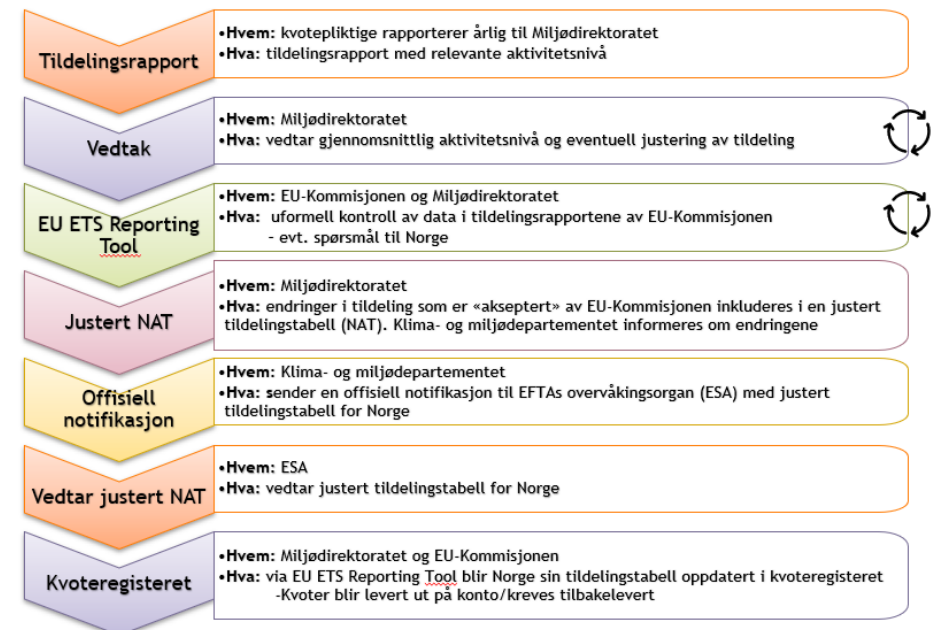 Tildelingsrapport
•Hvem: kvotepliktige rapporterer årlig til Miljødirektoratet
•Hva: tildelingsrapport med relevante aktivitetsnivå
Vedtak
•Hvem: Miljødirektoratet
•Hva: vedtar gjennomsnittlig aktivitetsnivå og eventuell justering av tildeling
EU ETS Reporting
Tool
•Hvem: EU-Kommisjonen og Miljødirektoratet
•Hva: uformell kontroll av data i tildelingsrapportene av EU-Kommisjonen
– evt. spørsmål til Norge
Justert NAT
•Hvem: Miljødirektoratet
•Hva: endringer i tildeling som er «akseptert» av EU-Kommisjonen inkluderes i en justert
tildelingstabell (NAT). Klima- og miljødepartementet informeres om endringene
Offisiell
notifikasjon
•Hvem: Klima- og miljødepartementet
•Hva: sender en offisiell notifikasjon til EFTAs overvåkingsorgan (ESA) med justert
tildelingstabell for Norge
Vedtar justert NAT
•Hvem: ESA
•Hva: vedtar justert tildelingstabell for Norge
Kvoteregisteret
•Hvem: Miljødirektoratet og EU-Kommisjonen
•Hva: via EU ETS Reporting Tool blir Norge sin tildelingstabell oppdatert i kvoteregisteret
-Kvoter blir levert ut på konto/kreves tilbakelevert